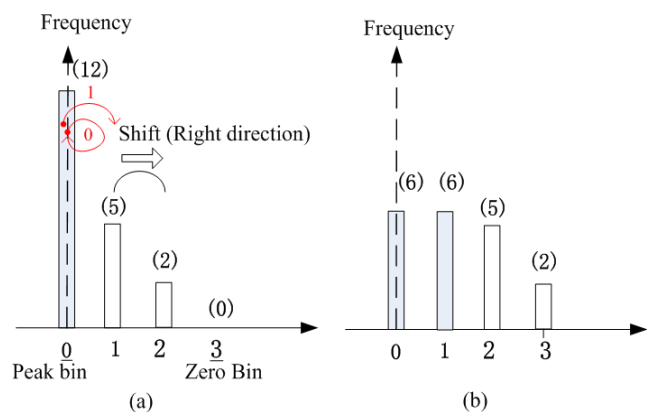 Frequency
(12)
1
0
Shift (Right direction)
(5)
(2)
(0)
0 1 2 3
Peak bin Zero Bin
(a)
Frequency
(6) (6)
(5)
(2)
0 1 2 3
(b)